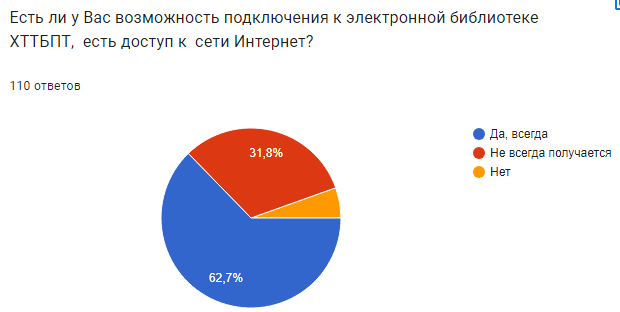 Есть ли у Вас возможность подключения к электронной библиотеке
ХТТБПТ,  есть доступ к  сети Интернет?
110 ответов
31,8%
62,7%
Да, всегда
Не всегда получается
Нет